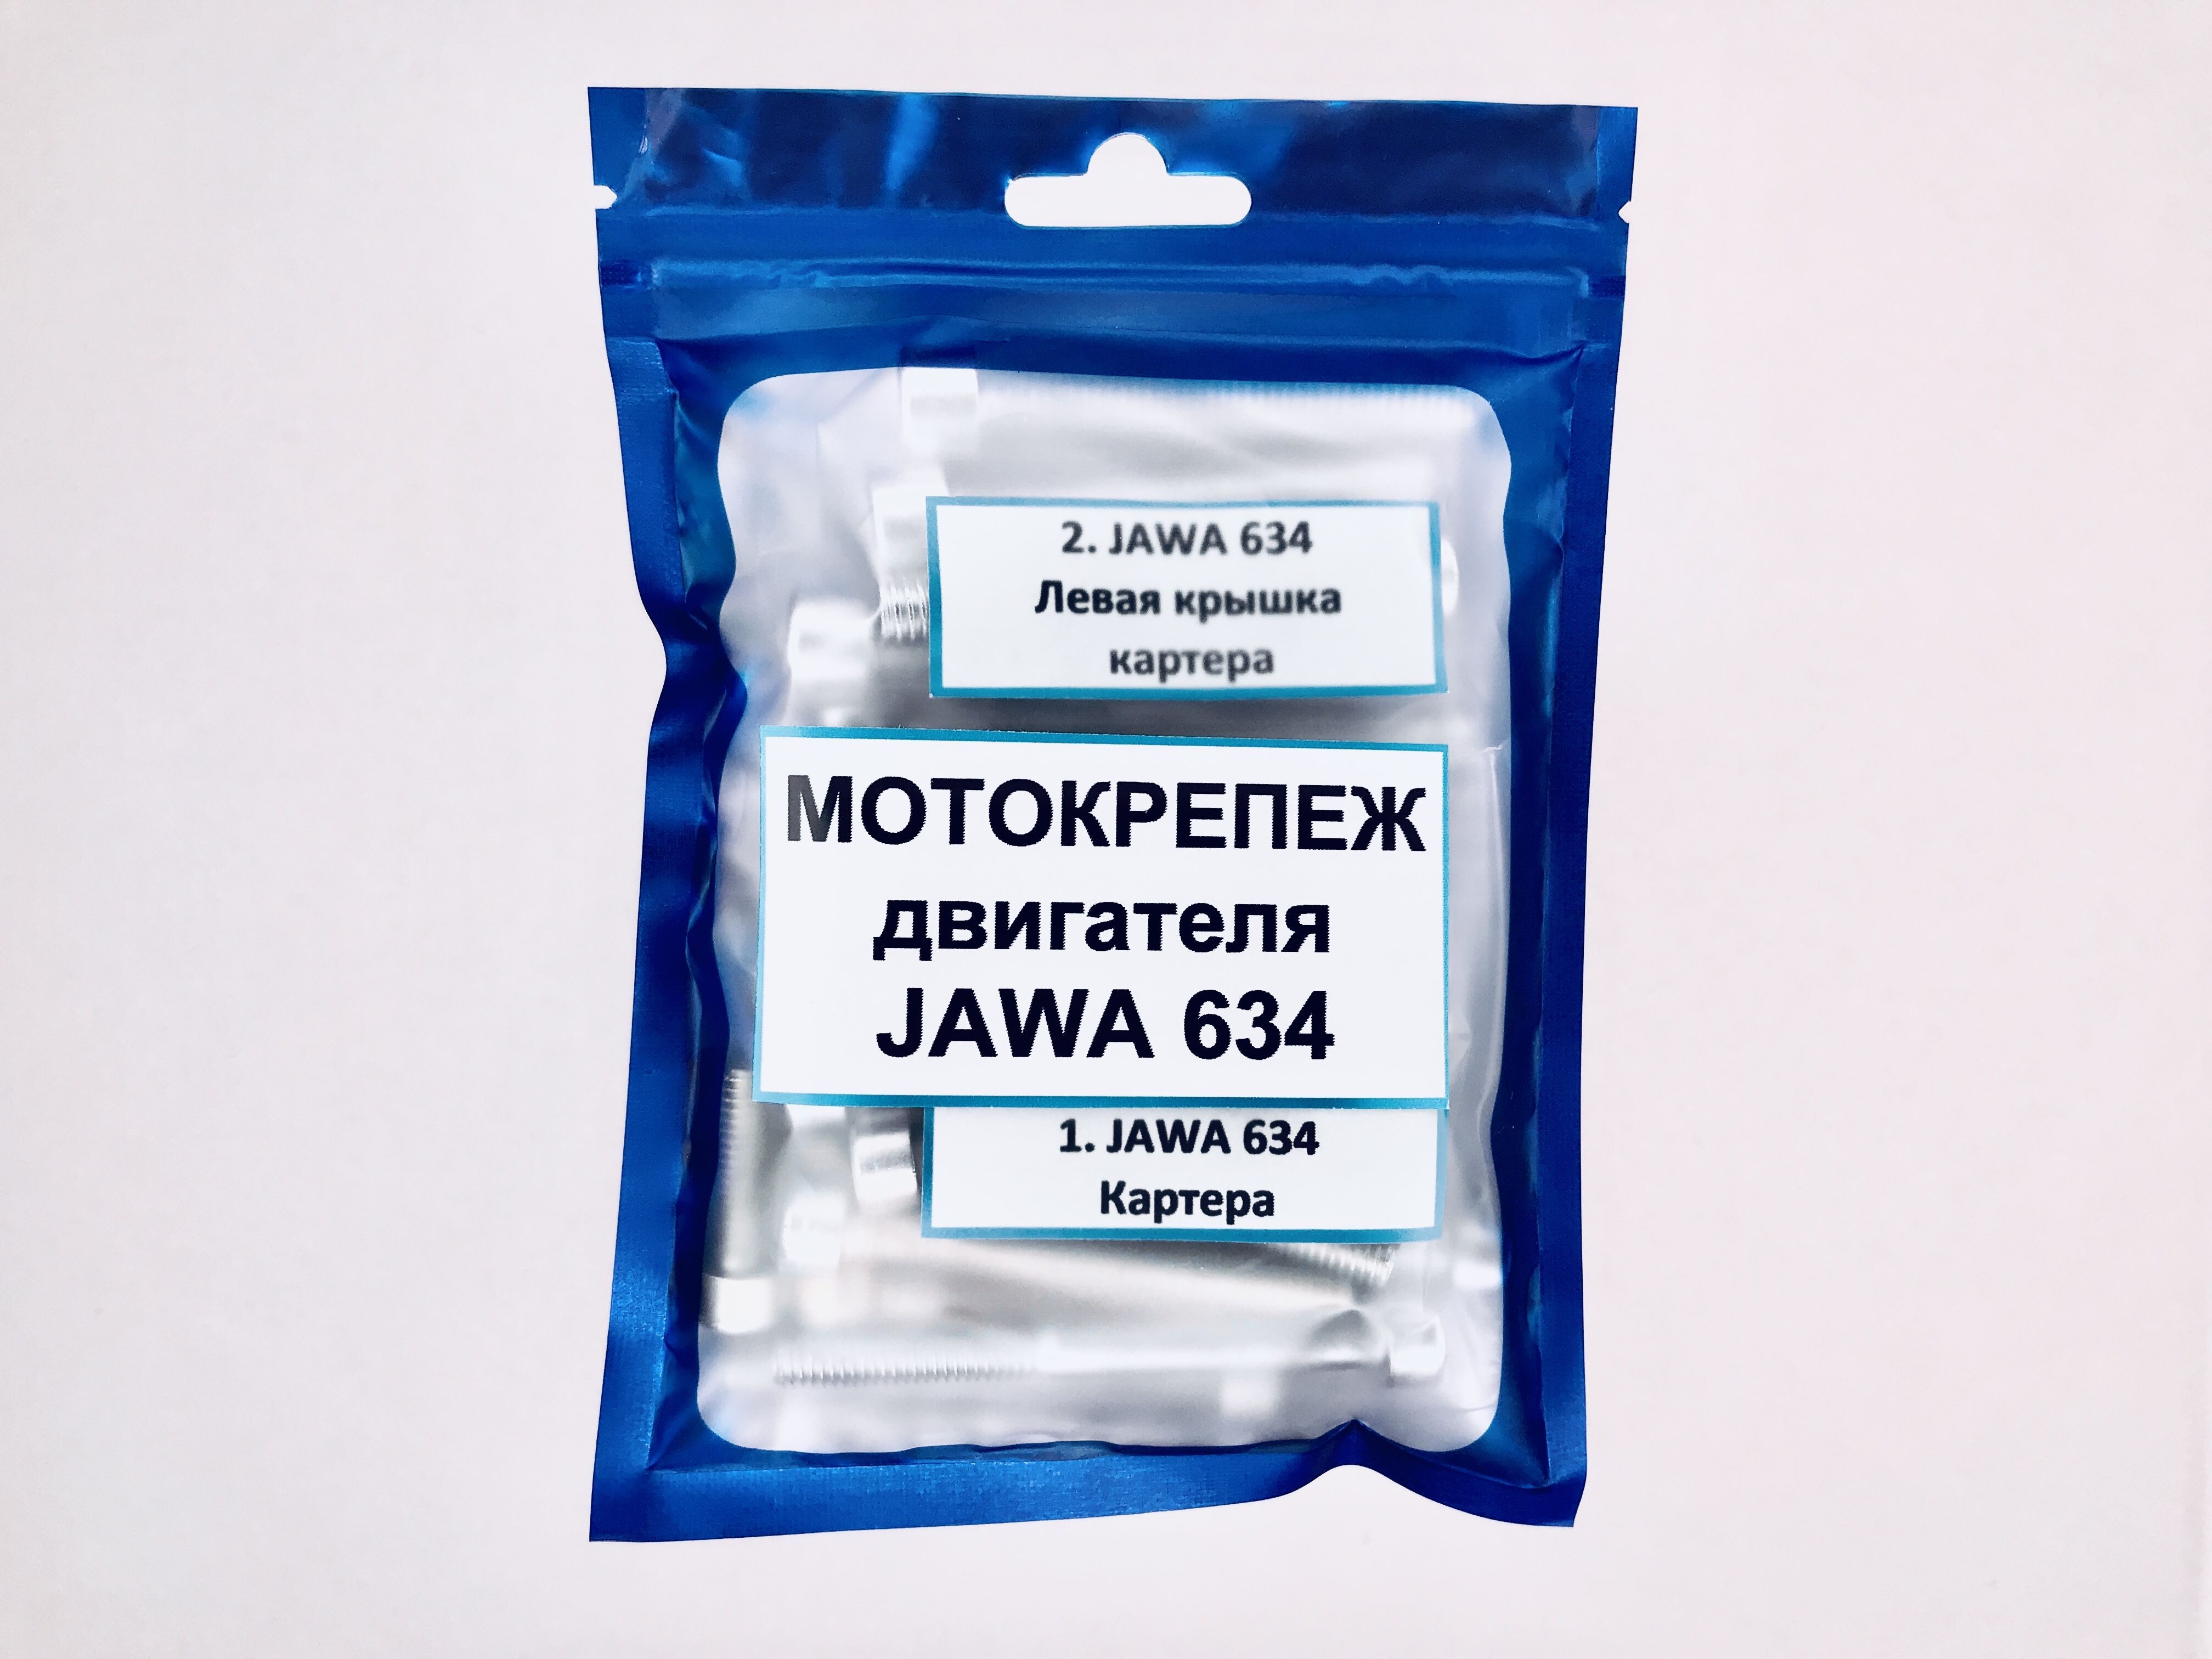 2. JAWA 634
Левая крышка
картера
МОТОКРЕПЕЖ
двигателя
JAWA 634
1. JAWA 634
Картера